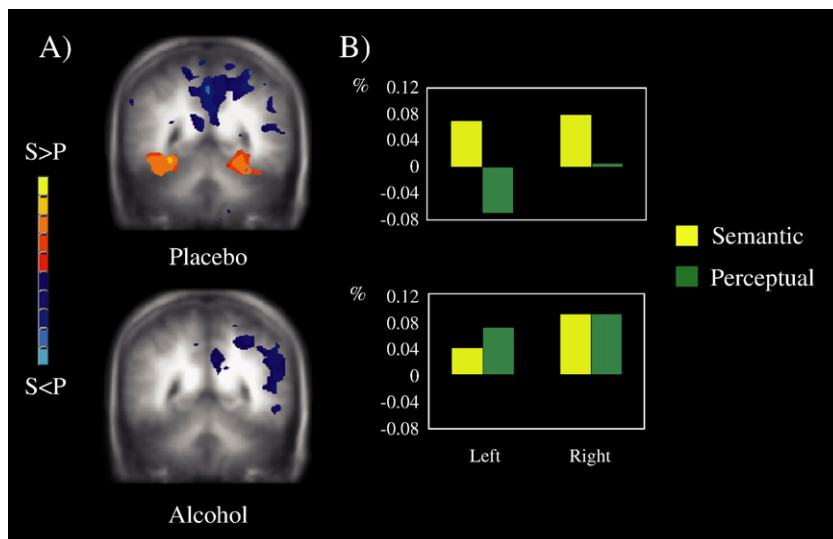 A)
B)
S>P
S<P
Placebo
Alcohol
%
0.12
0.08
0.04
0
-0.04
-0.08
%
0.12
0.08
0.04
0
-0.04
-0.08
Left
Right
Semantic
Perceptual